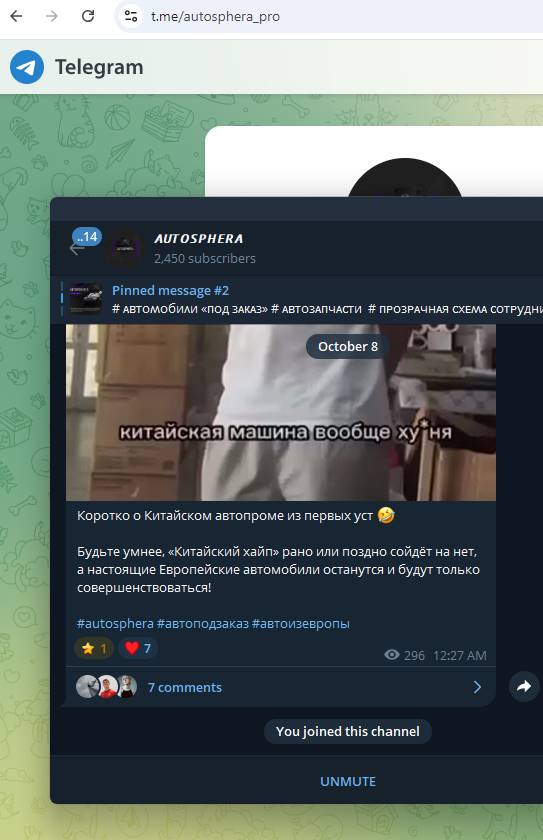 t.me/autosphera_pro
Telegram
..14
AUTOSPHERA
2,450 subscribers
Pinned message #2
# АВТОМОБИЛИ «ПОД ЗАКАЗ» # АВТОЗАПЧАСТИ # ПРОЗРАЧНАЯ СХЕМА СОТРУДНИ
October 8
китайская машина вообще ху*ня
Коротко о Китайском автопроме из первых уст 🤣
Будьте умнее, «Китайский хайп» рано или поздно сойдёт на нет,
а настоящие Европейские автомобили останутся и будут только
совершенствоваться!
#autosphera #автоподзаказ #автоизевропы
⭐ 1 ❤️ 7
296 12:27 AM
7 comments
You joined this channel
UNMUTE